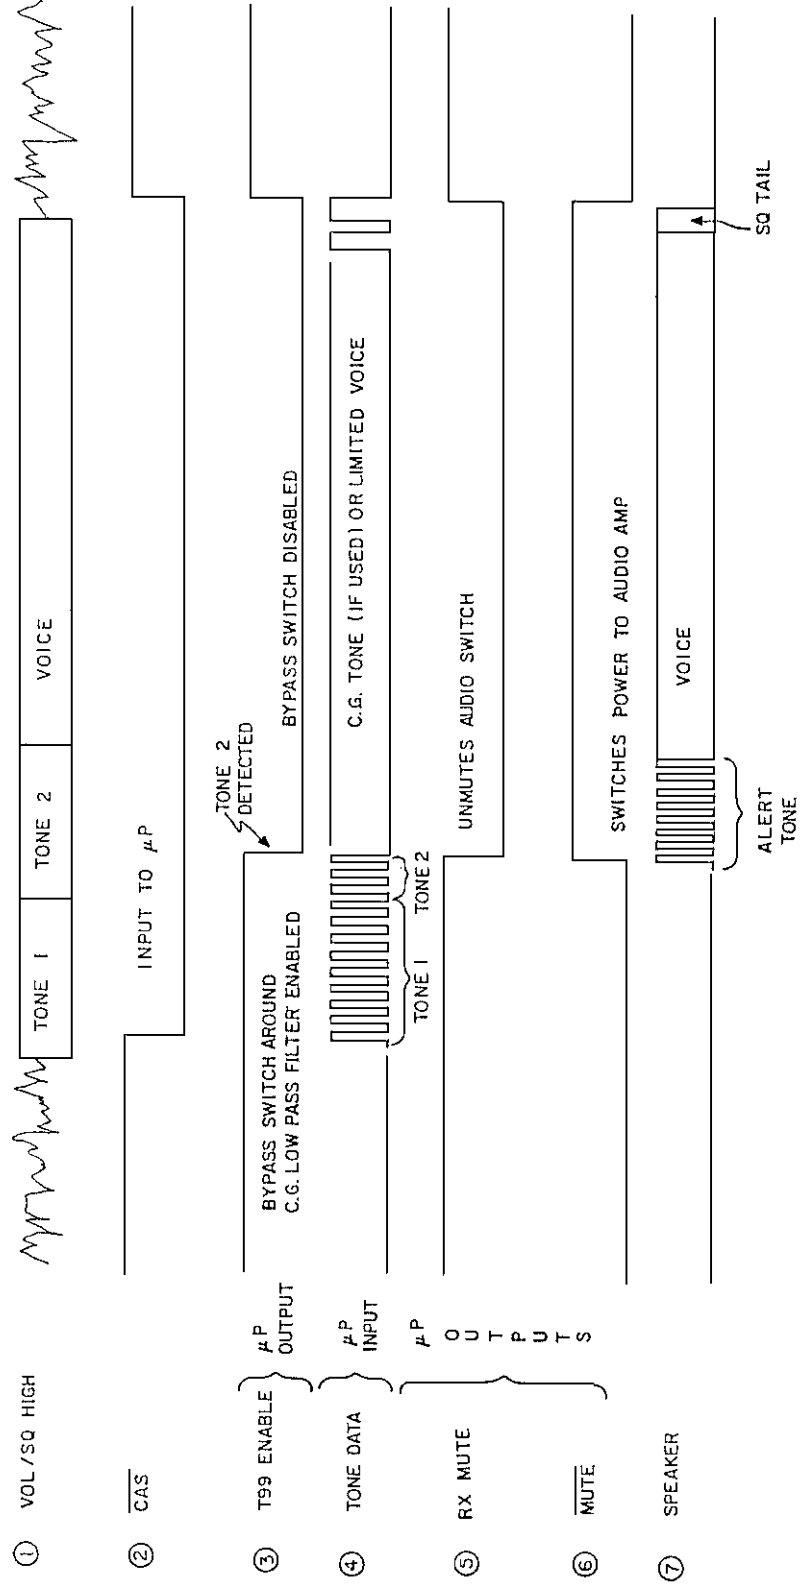 ① VOL/SQ HIGH
TONE 1
TONE 2
VOICE
② CAS
INPUT TO μP
③ T99 ENABLE
μP
OUTPUT
BYPASS SWITCH AROUND
C.G. LOW PASS FILTER ENABLED
TONE 2
DETECTED
BYPASS SWITCH DISABLED
④ TONE DATA
μP
INPUT
TONE 1
TONE 2
C.G. TONE (IF USED) OR LIMITED VOICE
⑤ RX MUTE
μP
OUTPUTS
UNMUTES AUDIO SWITCH
⑥ MUTE
SWITCHES POWER TO AUDIO AMP
⑦ SPEAKER
ALERT
TONE
VOICE
SQ TAIL